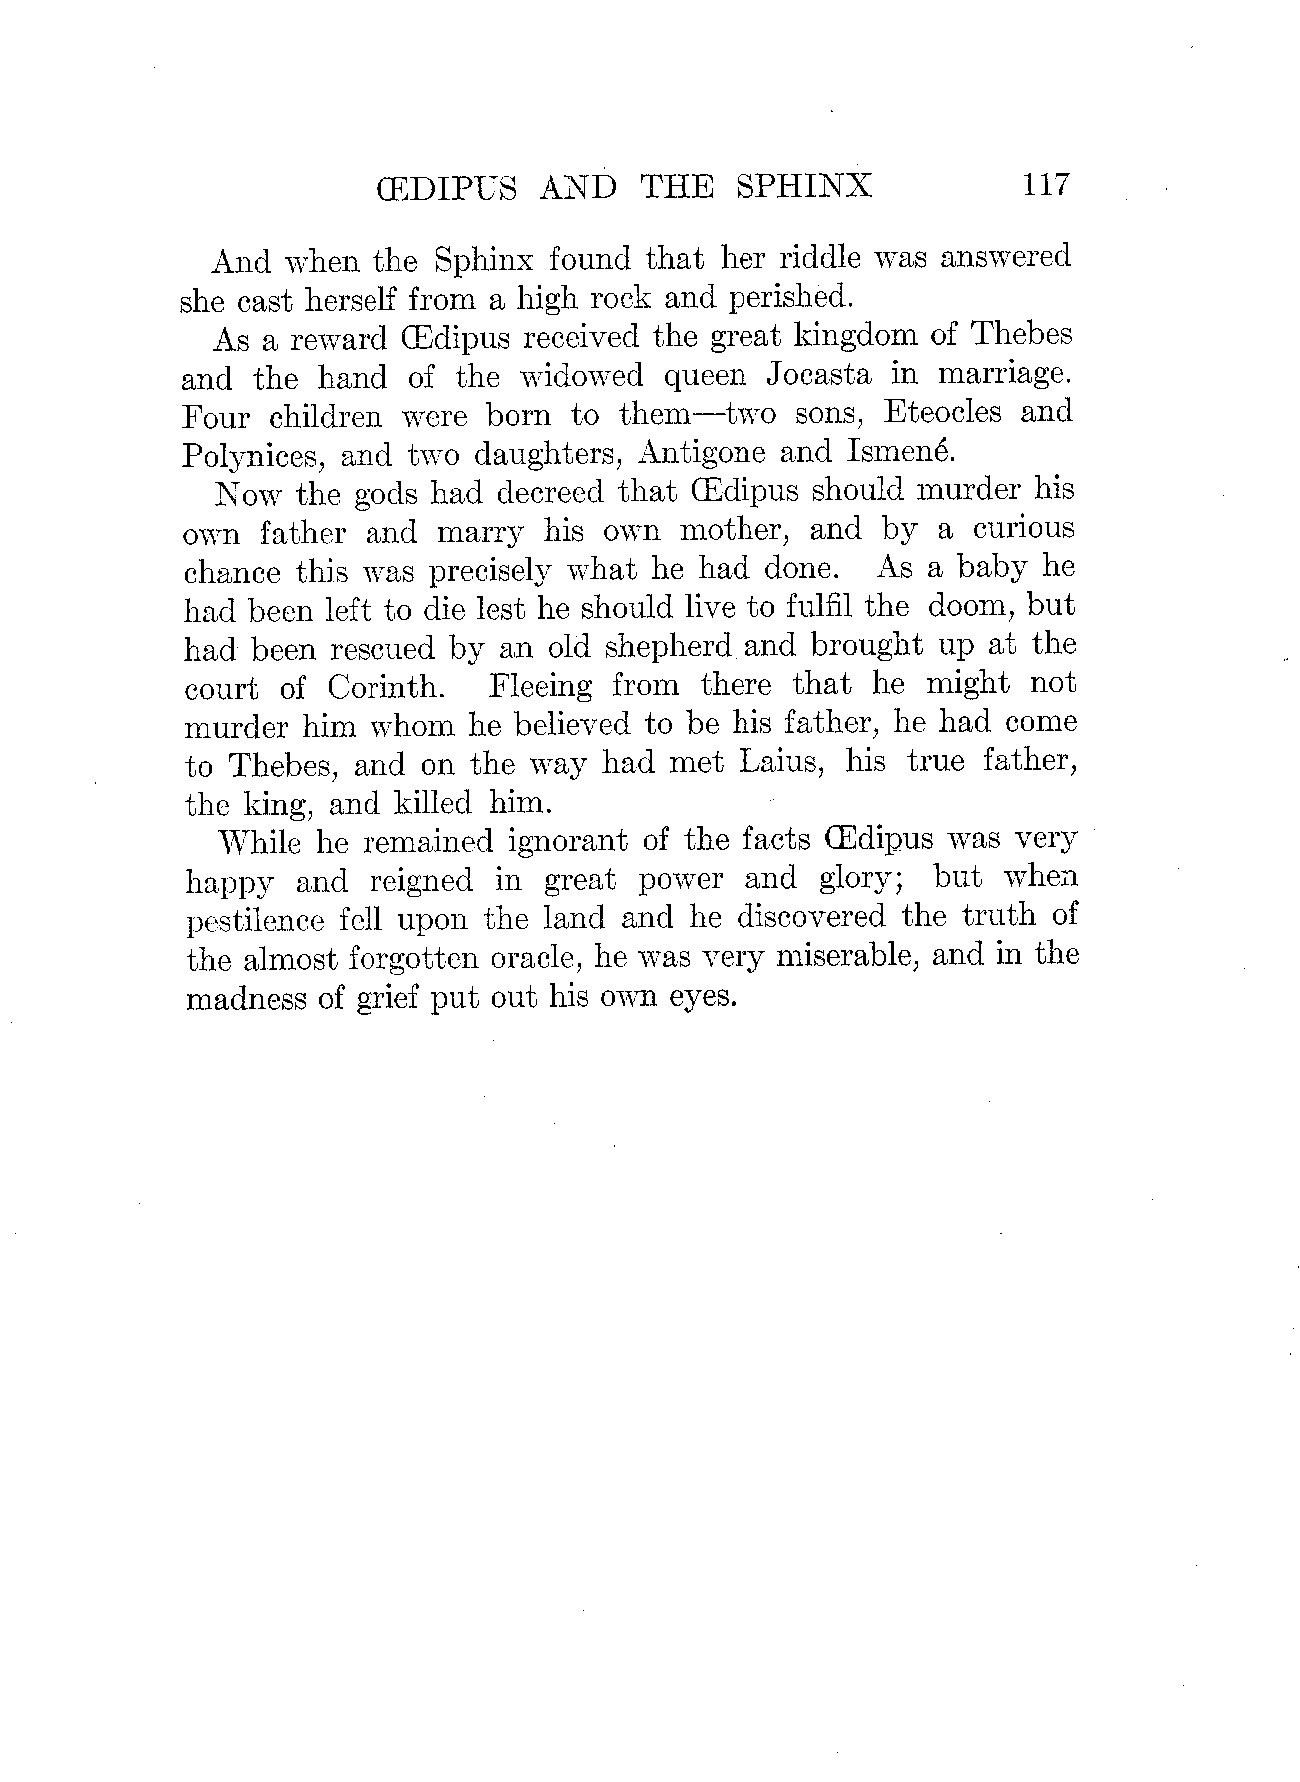 ŒDIPUS AND THE SPHINX 117
And when the Sphinx found that her riddle was answered
she cast herself from a high rock and perished.
As a reward Œdipus received the great kingdom of Thebes
and the hand of the widowed queen Jocasta in marriage.
Four children were born to them—two sons, Eteocles and
Polynices, and two daughters, Antigone and Ismené.
Now the gods had decreed that Œdipus should murder his
own father and marry his own mother, and by a curious
chance this was precisely what he had done. As a baby he
had been left to die lest he should live to fulfil the doom, but
had been rescued by an old shepherd and brought up at the
court of Corinth. Fleeing from there that he might not
murder him whom he believed to be his father, he had come
to Thebes, and on the way had met Laius, his true father,
the king, and killed him.
While he remained ignorant of the facts Œdipus was very
happy and reigned in great power and glory; but when
pestilence fell upon the land and he discovered the truth of
the almost forgotten oracle, he was very miserable, and in the
madness of grief put out his own eyes.